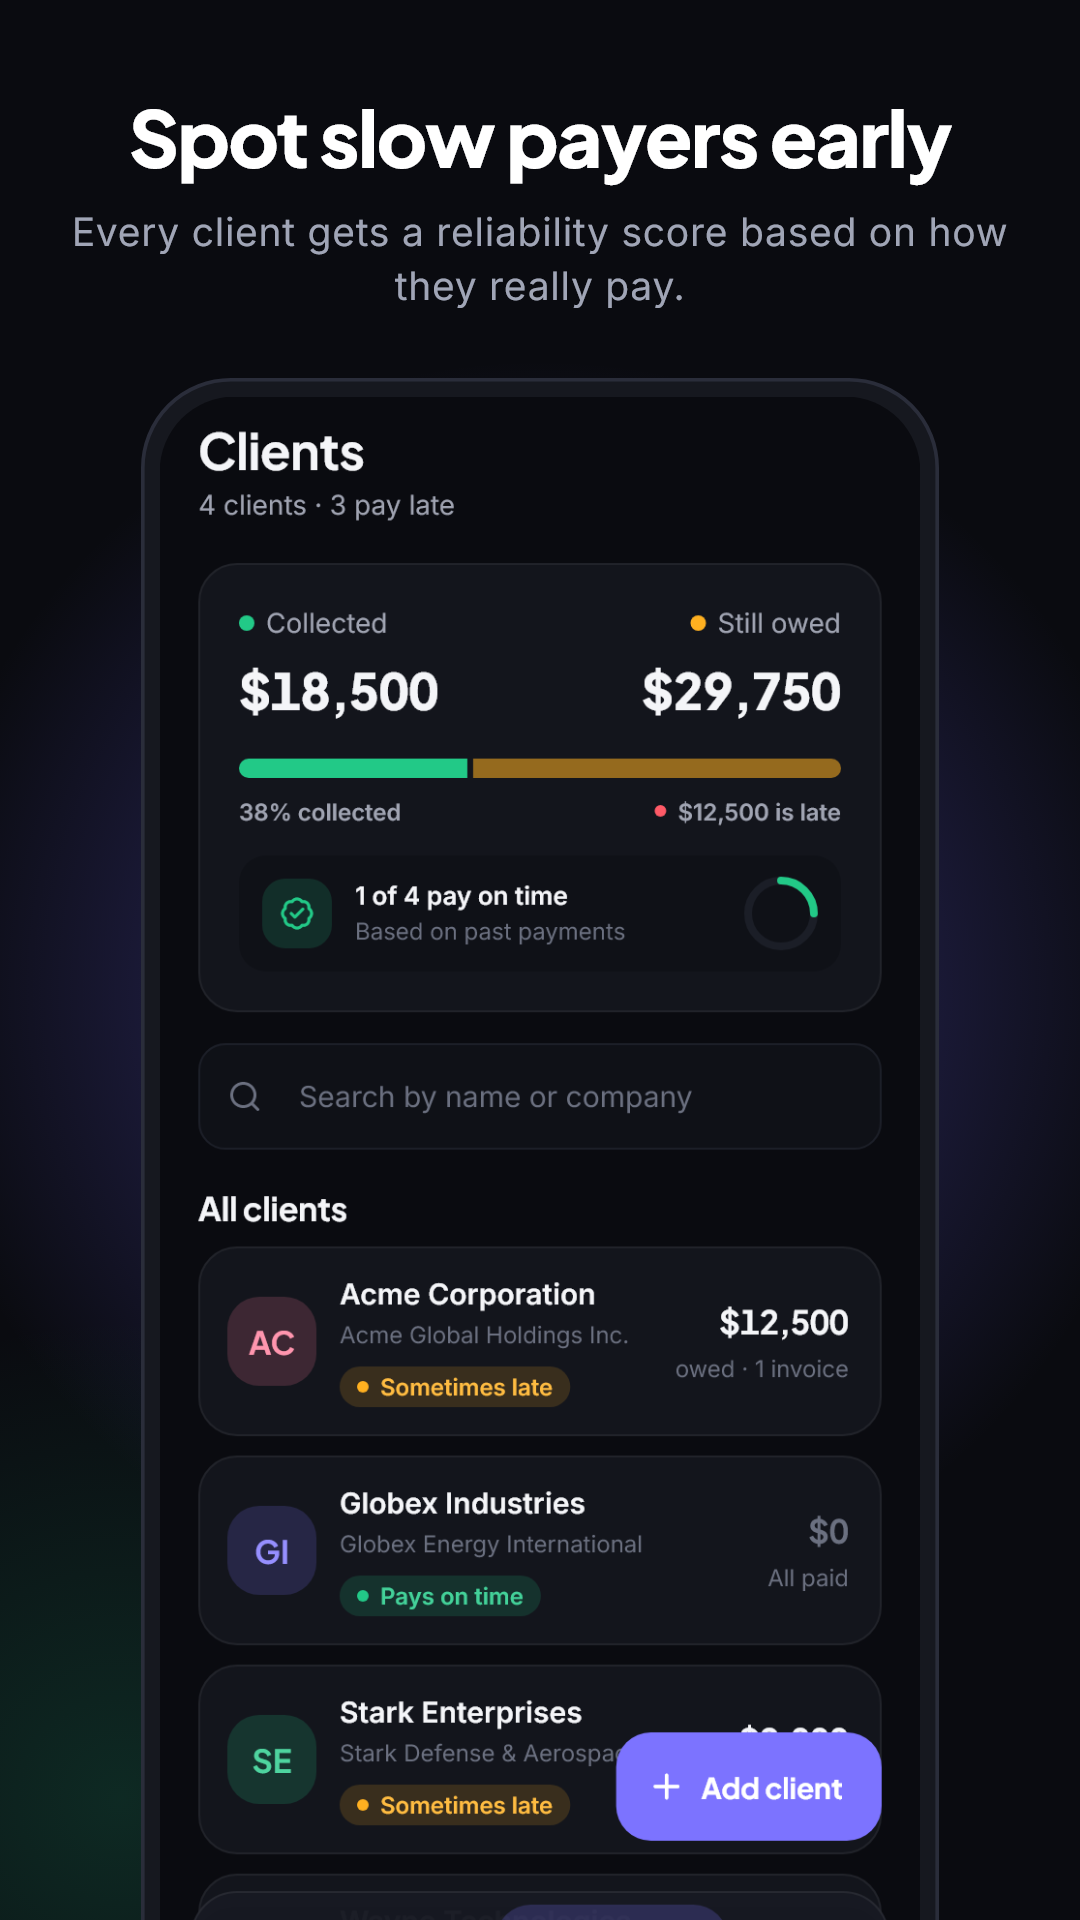 Spot slow payers early
Every client gets a reliability score based on how
they really pay.
Clients
4 clients · 3 pay late
Collected
Still owed
$18,500
$29,750
38% collected
$12,500 is late
1 of 4 pay on time
Based on past payments
Search by name or company
All clients
AC
Acme Corporation
Acme Global Holdings Inc.
Sometimes late
$12,500
owed · 1 invoice
GI
Globex Industries
Globex Energy International
Pays on time
$0
All paid
SE
Stark Enterprises
Stark Defense &
Sometimes late
+ Add client